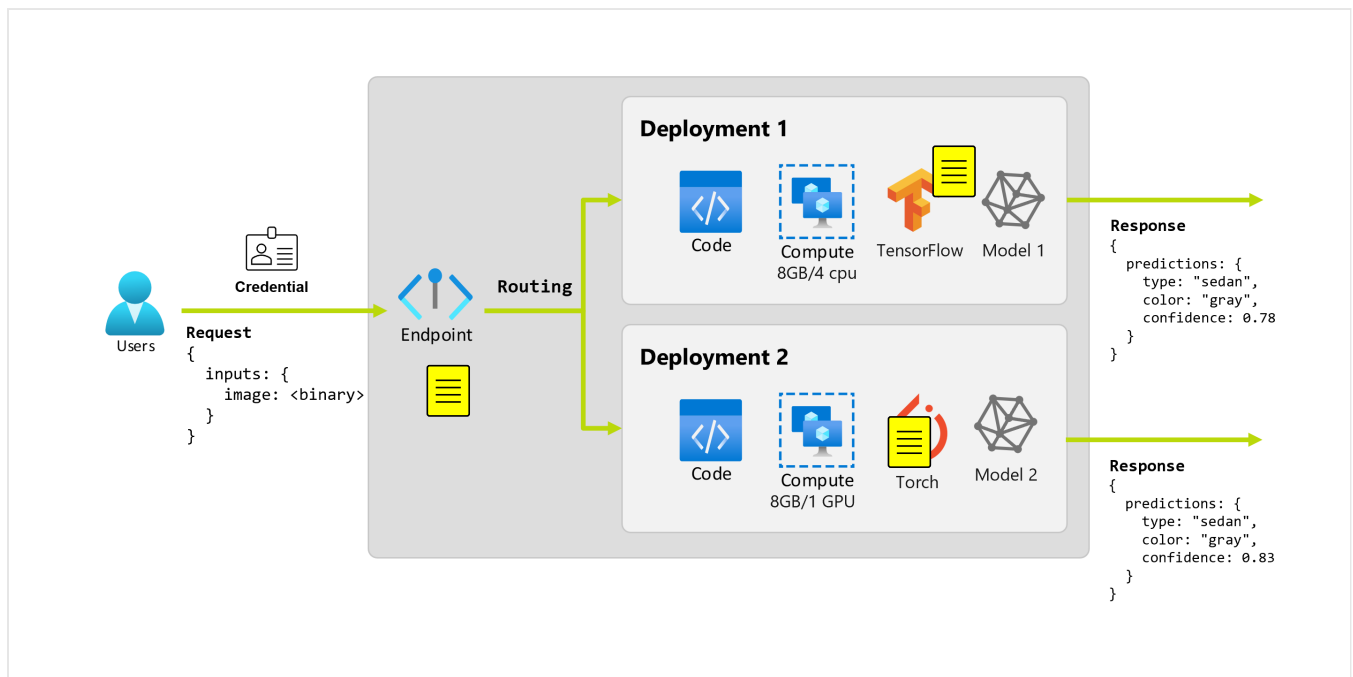 Deployment 1
Code
Compute
8GB/4 cpu
TensorFlow
Model 1
Credential
Users
Request
{
inputs: {
image: <binary>
}
}
Endpoint
Routing
Deployment 2
Code
Compute
8GB/1 GPU
Torch
Model 2
Response
{
predictions: {
type: "sedan",
color: "gray",
confidence: 0.78
}
}
Response
{
predictions: {
type: "sedan",
color: "gray",
confidence: 0.83
}
}